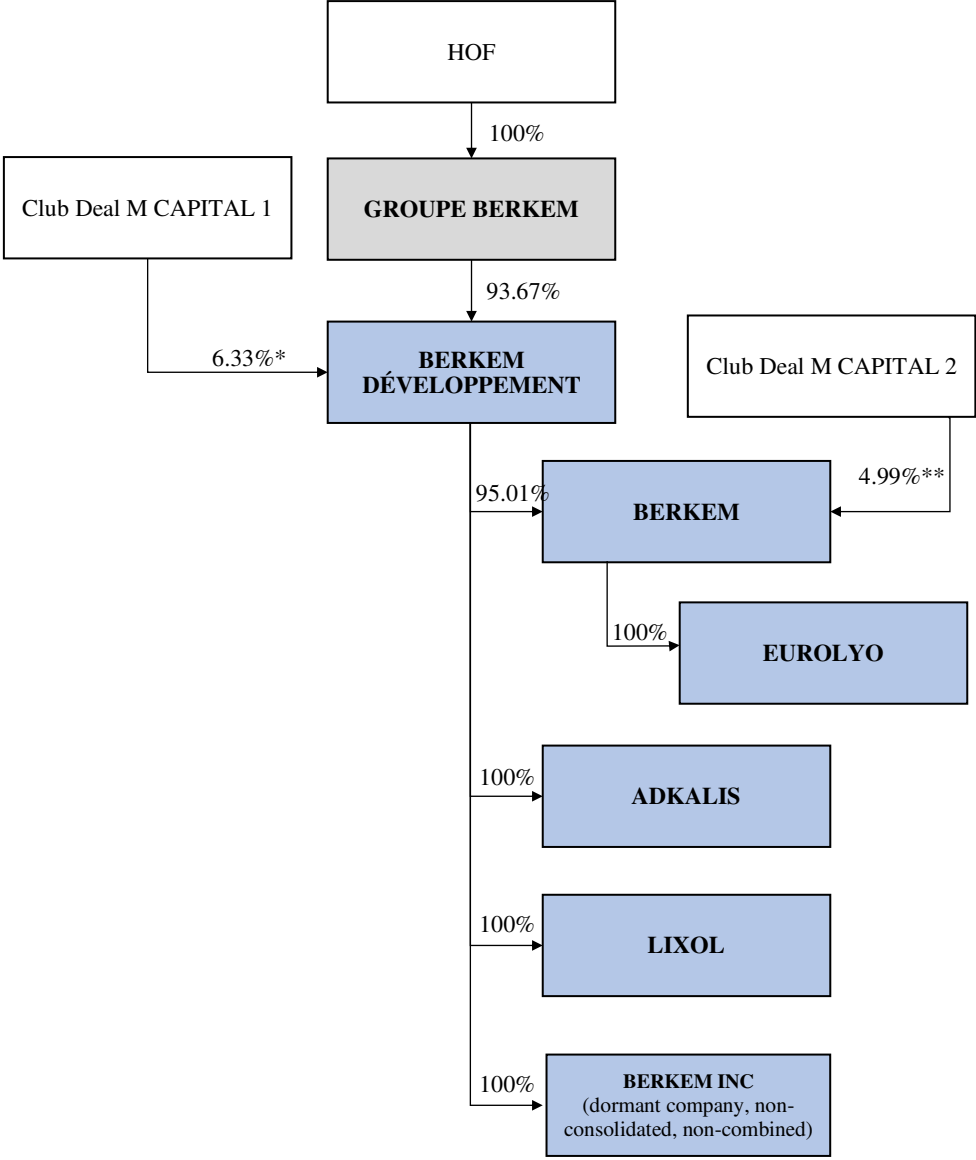 HOF
100%
Club Deal M CAPITAL 1
GROUPE BERKEM
93.67%
6.33%*
BERKEM
DÉVELOPPEMENT
Club Deal M CAPITAL 2
95.01%
BERKEM
4.99%**
100%
EUROLYO
100%
ADKALIS
100%
LIXOL
100%
BERKEM INC
(dormant company, non-
consolidated, non-combined)